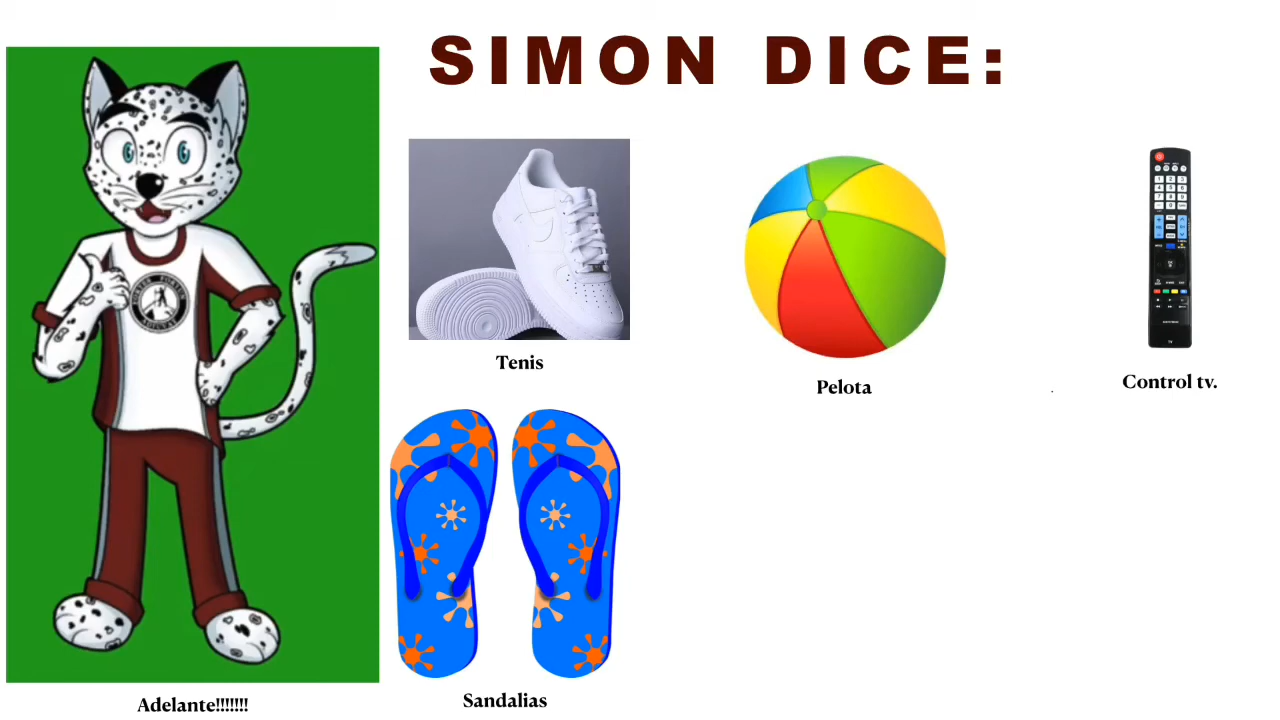 SIMON DICE:
Tenis
Pelota
Control tv.
Sandalias
Adelante!!!!!!!